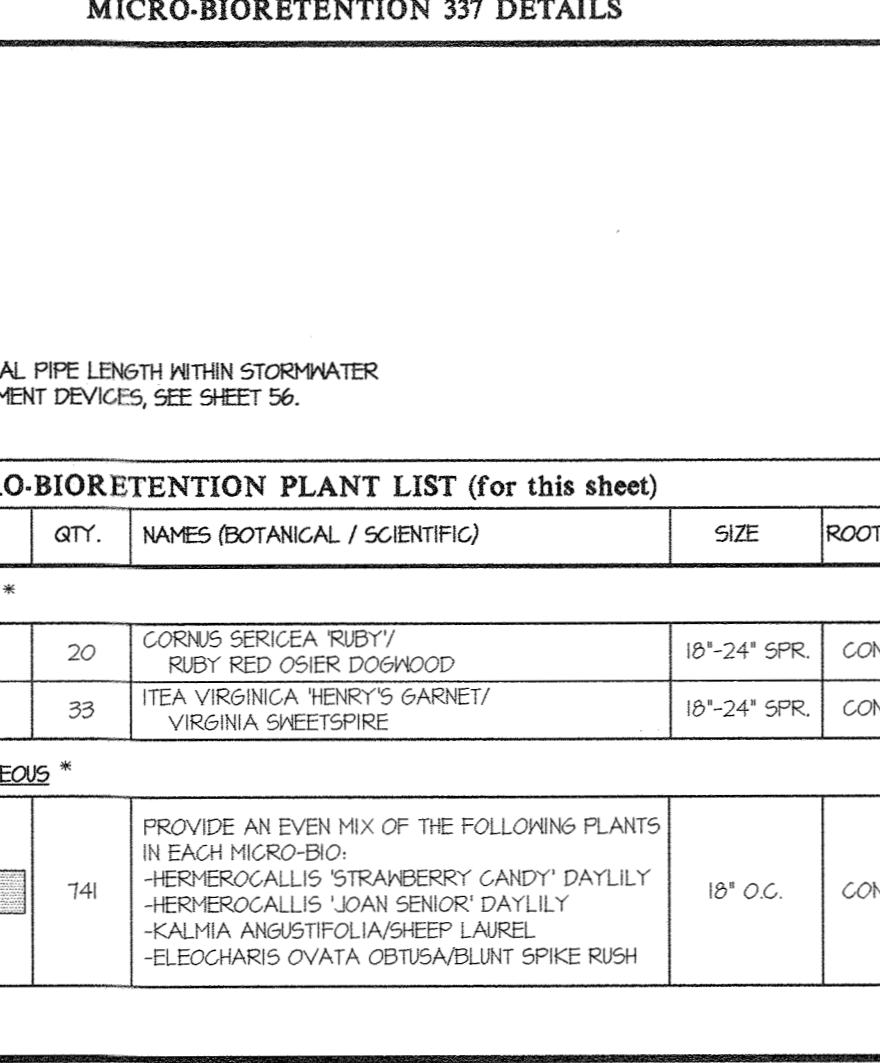 MICRO-BIORETENTION 337 DETAILS
AL PIPE LENGTH WITHIN STORMWATER
MENT DEVICES, SEE SHEET 56.
RO-BIORETENTION PLANT LIST (for this sheet)
QTY. NAMES (BOTANICAL / SCIENTIFIC) SIZE ROOT
*
20 CORNUS SERICEA 'RUBY'/ 18"-24" SPR. CON
RUBY RED OSIER DOGWOOD
33 ITEA VIRGINICA 'HENRY'S GARNET/ 18"-24" SPR. CON
VIRGINIA SWEETSPIRE
EOUS *
PROVIDE AN EVEN MIX OF THE FOLLOWING PLANTS
IN EACH MICRO-BIO:
-HERMEROCALLIS 'STRAWBERRY CANDY' DAYLILY
741 -HERMEROCALLIS 'JOAN SENIOR' DAYLILY 18" O.C. CON
-KALMIA ANGUSTIFOLIA/SHEEP LAUREL
-ELEOCHARIS OVATA OBTUSA/BLUNT SPIKE RUSH